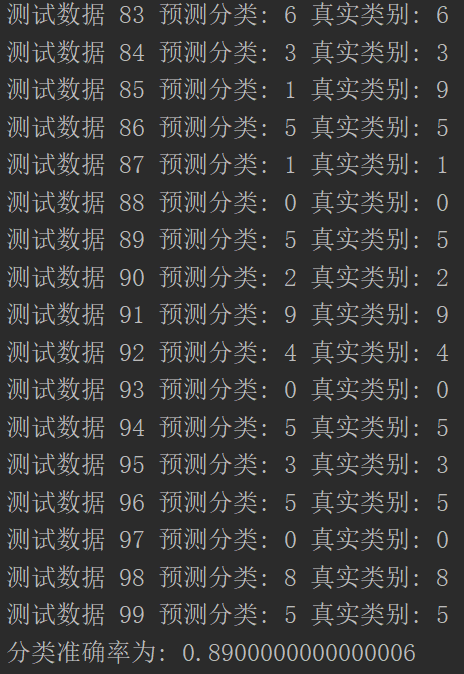 测试数据 83 预测分类: 6 真实类别: 6
测试数据 84 预测分类: 3 真实类别: 3
测试数据 85 预测分类: 1 真实类别: 9
测试数据 86 预测分类: 5 真实类别: 5
测试数据 87 预测分类: 1 真实类别: 1
测试数据 88 预测分类: 0 真实类别: 0
测试数据 89 预测分类: 5 真实类别: 5
测试数据 90 预测分类: 2 真实类别: 2
测试数据 91 预测分类: 9 真实类别: 9
测试数据 92 预测分类: 4 真实类别: 4
测试数据 93 预测分类: 0 真实类别: 0
测试数据 94 预测分类: 5 真实类别: 5
测试数据 95 预测分类: 3 真实类别: 3
测试数据 96 预测分类: 5 真实类别: 5
测试数据 97 预测分类: 0 真实类别: 0
测试数据 98 预测分类: 8 真实类别: 8
测试数据 99 预测分类: 5 真实类别: 5
分类准确率为: 0.8900000000000006